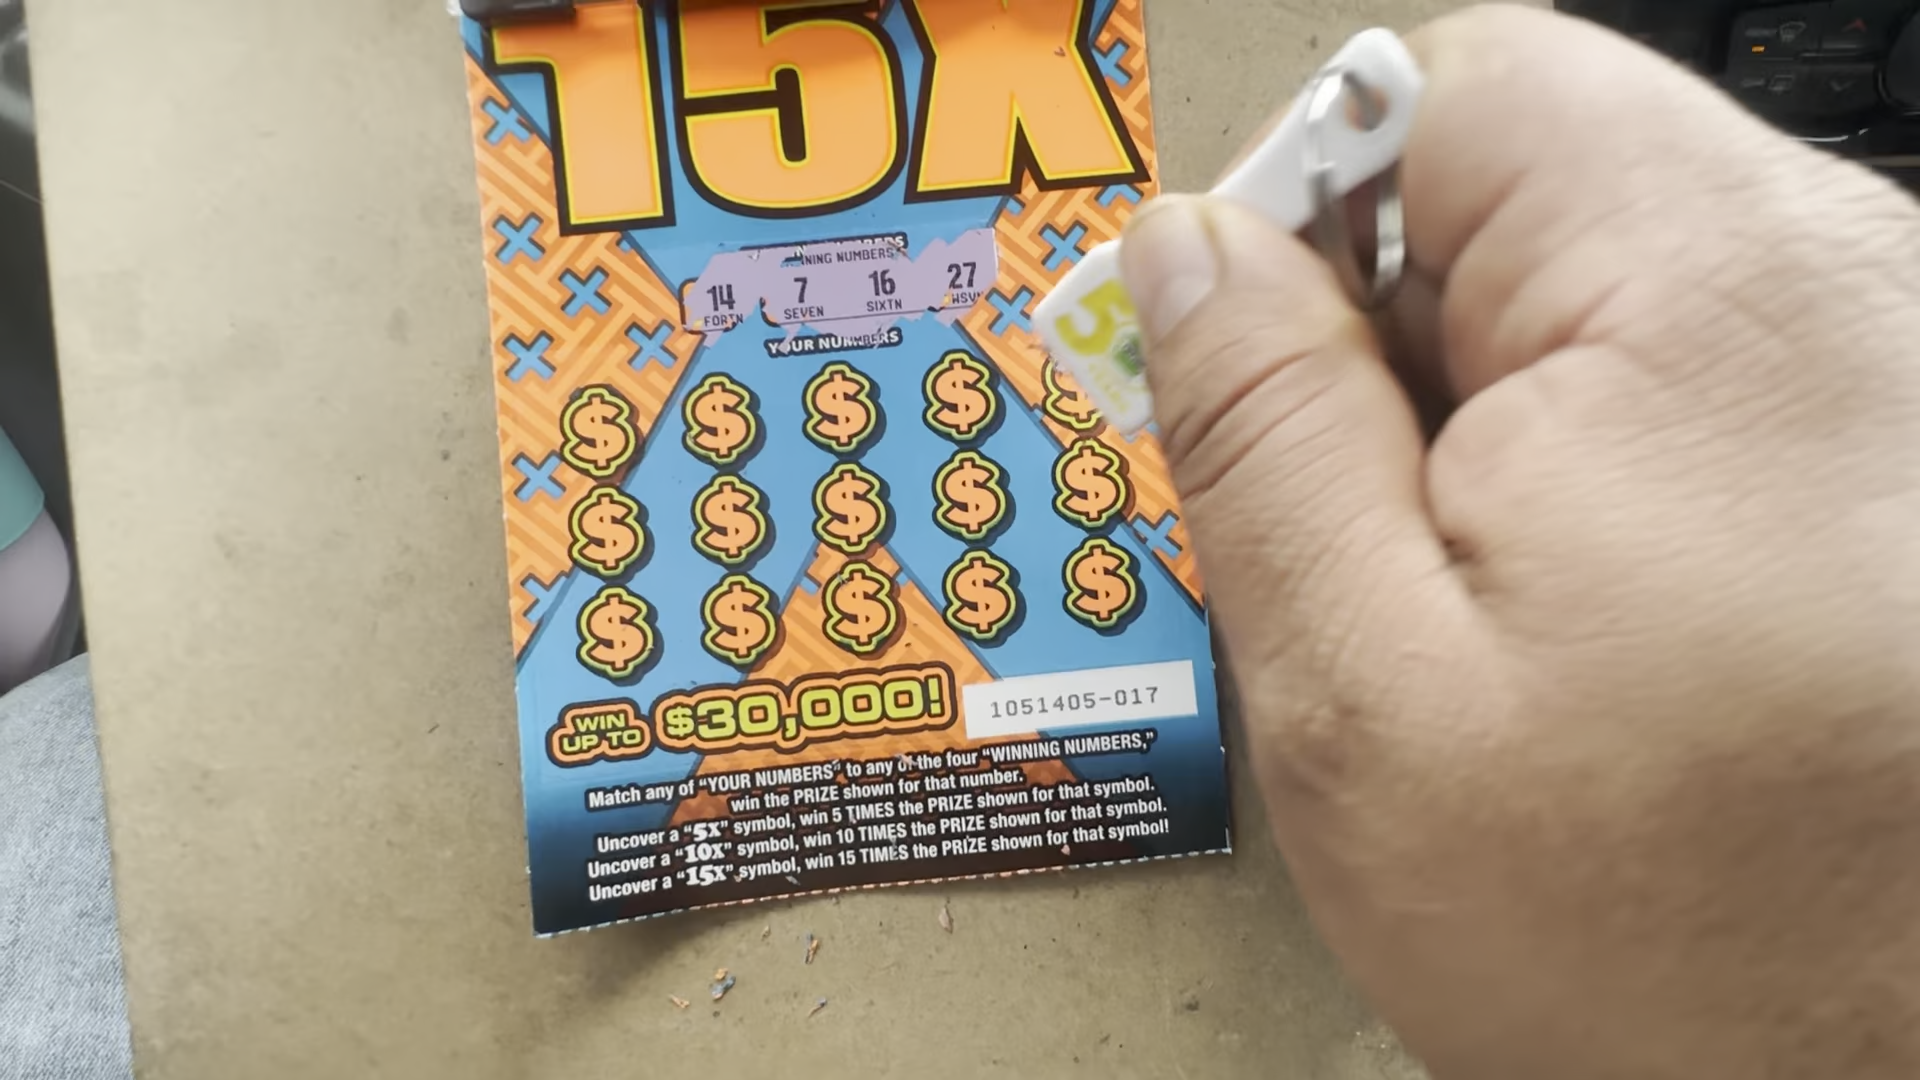 15X
WINNING NUMBERS
14 7 16 27
FORTN SEVEN SIXTN TWSVN
YOUR NUMBERS
$ $ $ $ $
$ $ $ $ $
$ $ $ $ $
WIN UP TO $30,000!
1051405-017
Match any of "YOUR NUMBERS" to any of the four "WINNING NUMBERS,"
win the PRIZE shown for that number.
Uncover a "5X" symbol, win 5 TIMES the PRIZE shown for that symbol.
Uncover a "10X" symbol, win 10 TIMES the PRIZE shown for that symbol.
Uncover a "15X" symbol, win 15 TIMES the PRIZE shown for that symbol!
5